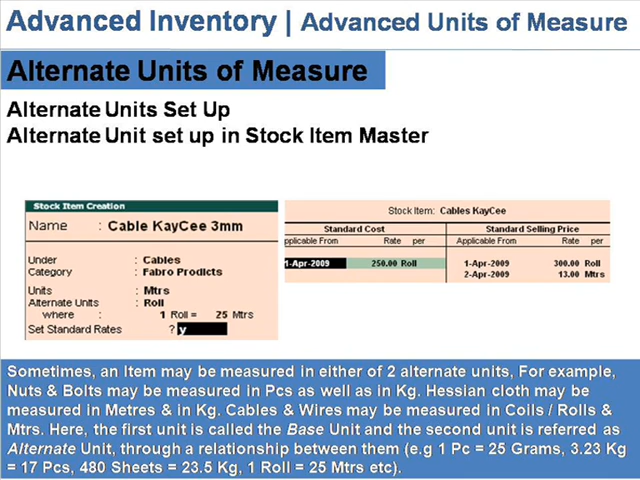 Advanced Inventory | Advanced Units of Measure
Alternate Units of Measure
Alternate Units Set Up
Alternate Unit set up in Stock Item Master
Stock Item Creation
Name : Cable KayCee 3mm
Under : Cables
Category : Fabro Prodicts
Units : Mtrs
Alternate Units : Roll
where : 1 Roll = 25 Mtrs
Set Standard Rates ? y
Stock Item: Cables KayCee
Standard Cost Standard Selling Price
pplicable From Rate per Applicable From Rate per
1-Apr-2009 250.00 Roll 1-Apr-2009 300.00 Roll
2-Apr-2009 13.00 Mtrs
Sometimes, an Item may be measured in either of 2 alternate units, For example,
Nuts & Bolts may be measured in Pcs as well as in Kg. Hessian cloth may be
measured in Metres & in Kg. Cables & Wires may be measured in Coils / Rolls &
Mtrs. Here, the first unit is called the Base Unit and the second unit is referred as
Alternate Unit, through a relationship between them (e.g 1 Pc = 25 Grams, 3.23 Kg
= 17 Pcs, 480 Sheets = 23.5 Kg, 1 Roll = 25 Mtrs etc).